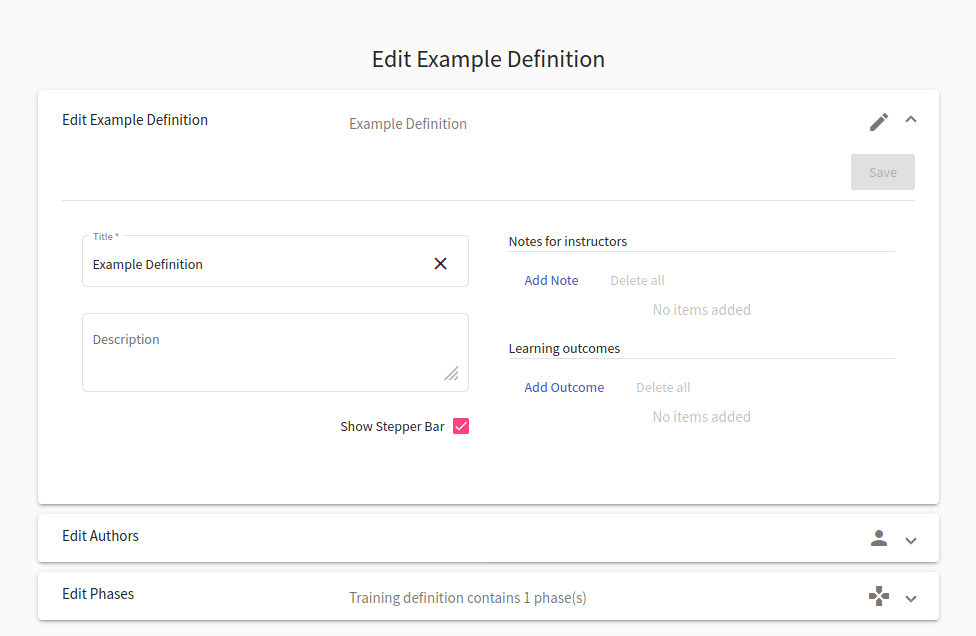 Edit Example Definition
Edit Example Definition
Example Definition
Save
Title *
Example Definition
Description
Show Stepper Bar
Notes for instructors
Add Note Delete all
No items added
Learning outcomes
Add Outcome Delete all
No items added
Edit Authors
Edit Phases
Training definition contains 1 phase(s)